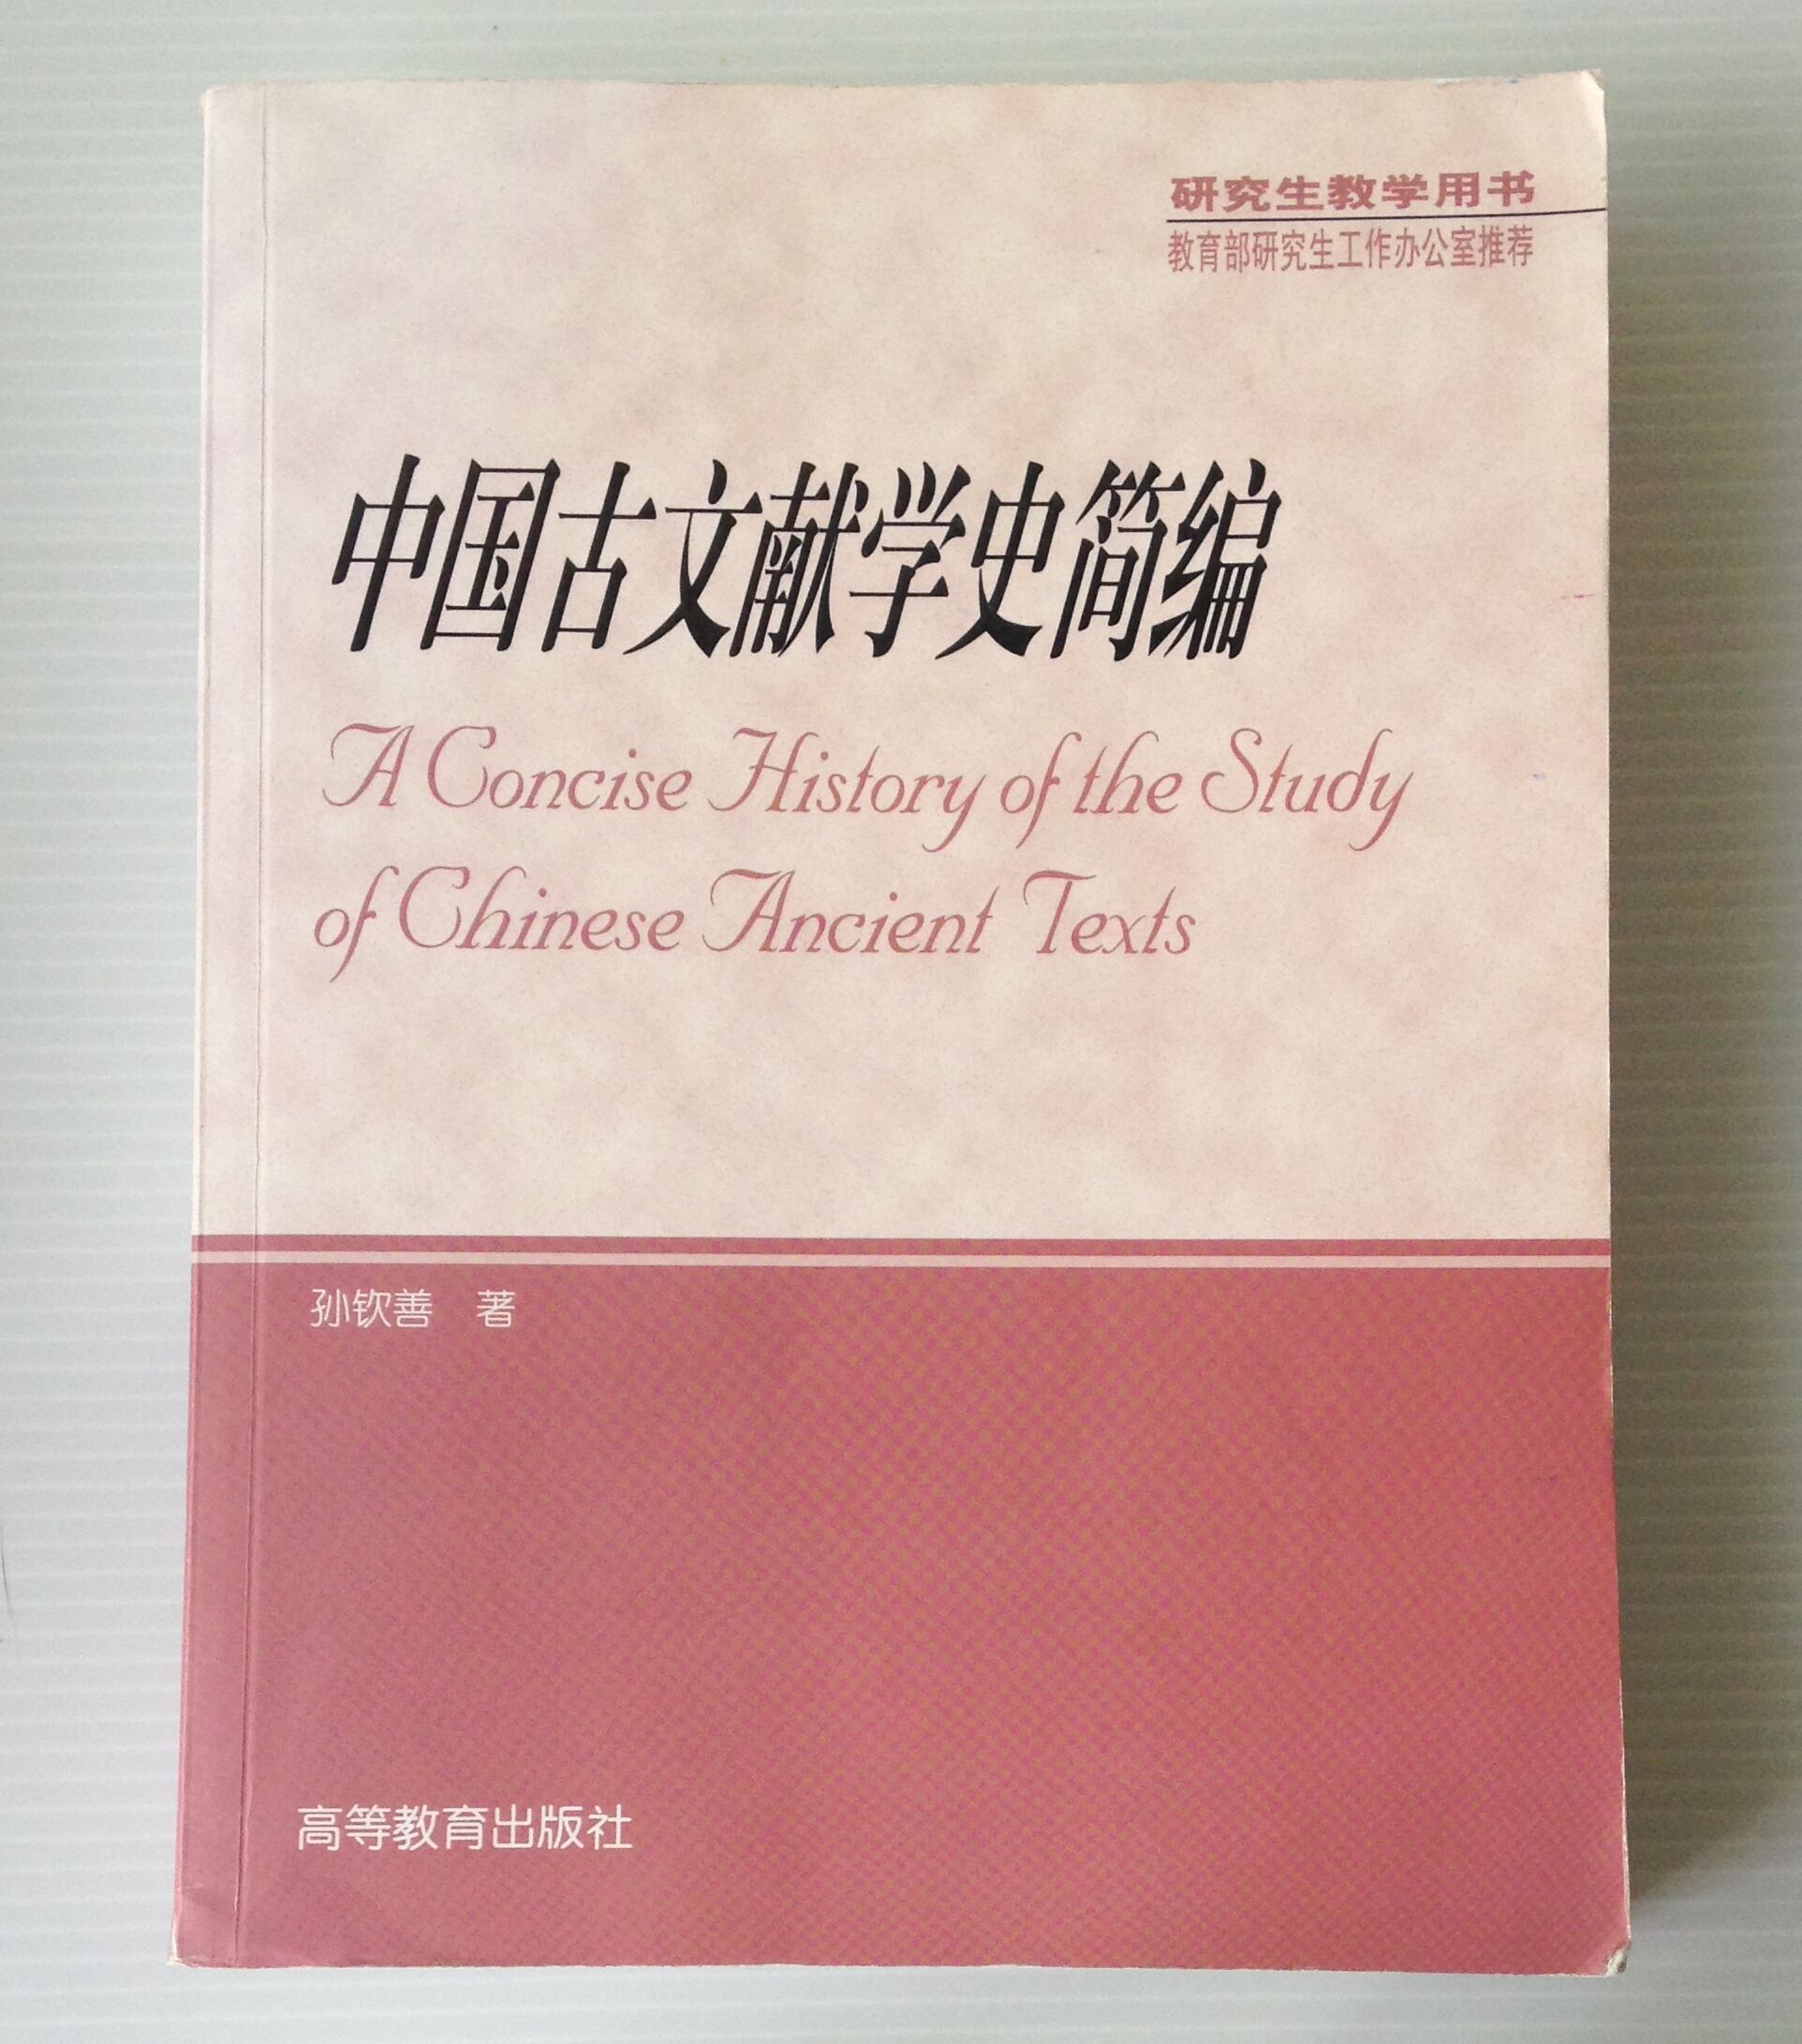 研究生教学用书
教育部研究生工作办公室推荐
中国古文献学史简编
A Concise History of the Study
of Chinese Ancient Texts
孙钦善　著
高等教育出版社